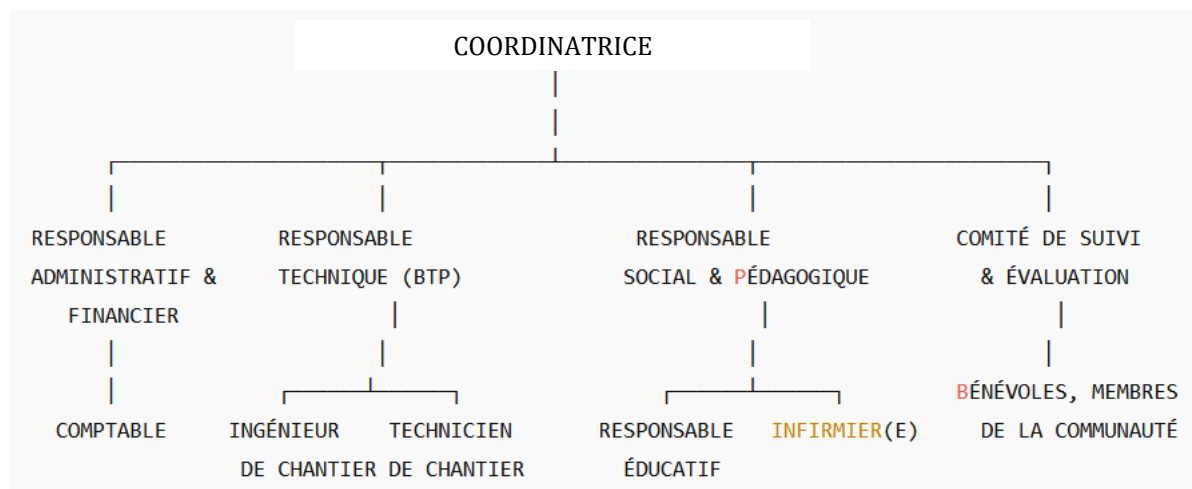 COORDINATRICE
RESPONSABLE RESPONSABLE RESPONSABLE COMITÉ DE SUIVI
ADMINISTRATIF & TECHNIQUE (BTP) SOCIAL & PÉDAGOGIQUE & ÉVALUATION
FINANCIER
BÉNÉVOLES, MEMBRES
COMPTABLE INGÉNIEUR TECHNICIEN RESPONSABLE INFIRMIER(E) DE LA COMMUNAUTÉ
DE CHANTIER DE CHANTIER ÉDUCATIF